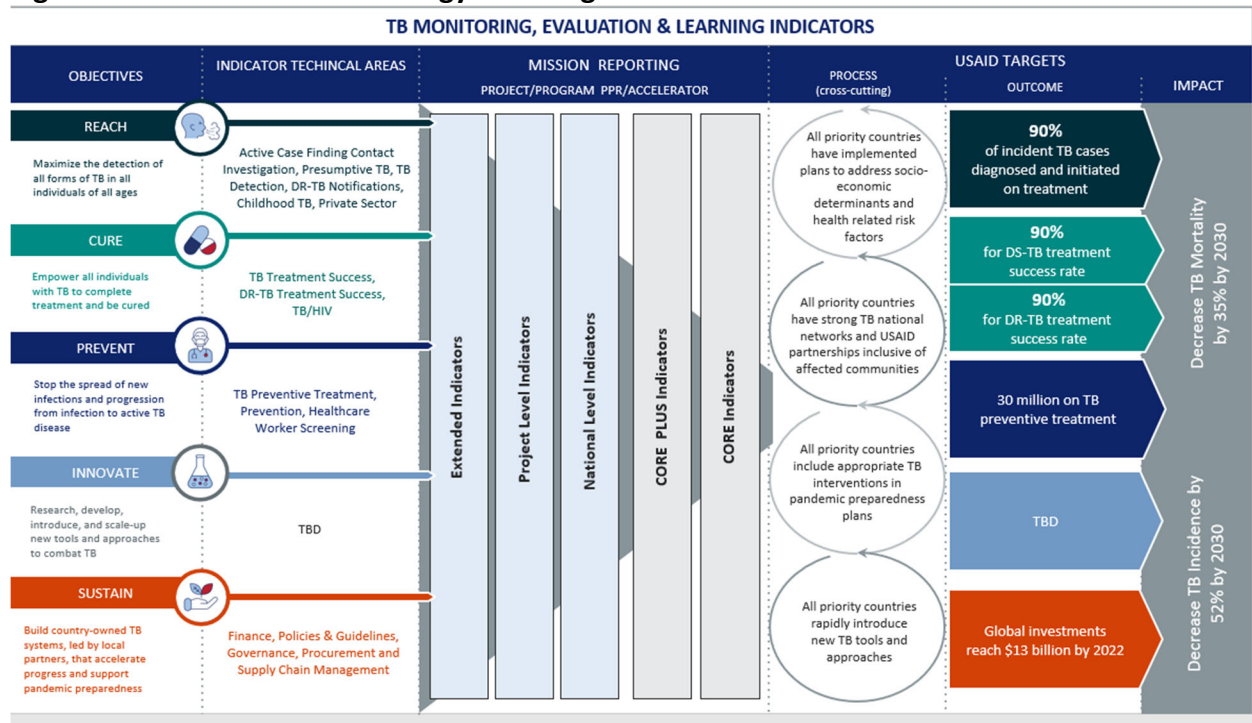 TB MONITORING, EVALUATION & LEARNING INDICATORS
OBJECTIVES
INDICATOR TECHINCAL AREAS
MISSION REPORTING
PROJECT/PROGRAM PPR/ACCELERATOR
PROCESS
(cross-cutting)
USAID TARGETS
OUTCOME
IMPACT
REACH
Maximize the detection of
all forms of TB in all
individuals of all ages
Active Case Finding Contact
Investigation, Presumptive TB, TB
Detection, DR-TB Notifications,
Childhood TB, Private Sector
CURE
Empower all individuals
with TB to complete
treatment and be cured
TB Treatment Success,
DR-TB Treatment Success,
TB/HIV
PREVENT
Stop the spread of new
infections and progression
from infection to active TB
disease
TB Preventive Treatment,
Prevention, Healthcare
Worker Screening
INNOVATE
Research, develop,
introduce, and scale-up
new tools and approaches
to combat TB
TBD
SUSTAIN
Build country-owned TB
systems, led by local
partners, that accelerate
progress and support
pandemic preparedness
Finance, Policies & Guidelines,
Governance, Procurement and
Supply Chain Management
Extended Indicators
Project Level Indicators
National Level Indicators
CORE PLUS Indicators
CORE Indicators
All priority countries
have implemented
plans to address socio-
economic
determinants and
health related risk
factors
All priority countries
have strong TB national
networks and USAID
partnerships inclusive of
affected communities
All priority countries
include appropriate TB
interventions in
pandemic preparedness
plans
All priority countries
rapidly introduce
new TB tools and
approaches
90%
of incident TB cases
diagnosed and initiated
on treatment
90%
for DS-TB treatment
success rate
90%
for DR-TB treatment
success rate
30 million on TB
preventive treatment
TBD
Global investments
reach $13 billion by 2022
Decrease TB Mortality
by 35% by 2030
Decrease TB Incidence by
52% by 2030